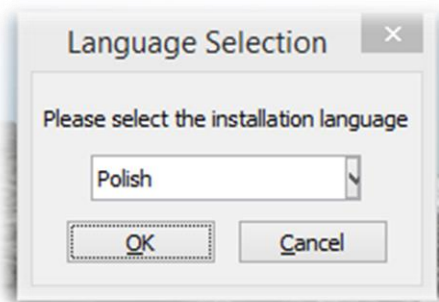 Language Selection
Please select the installation language
Polish
OK
Cancel